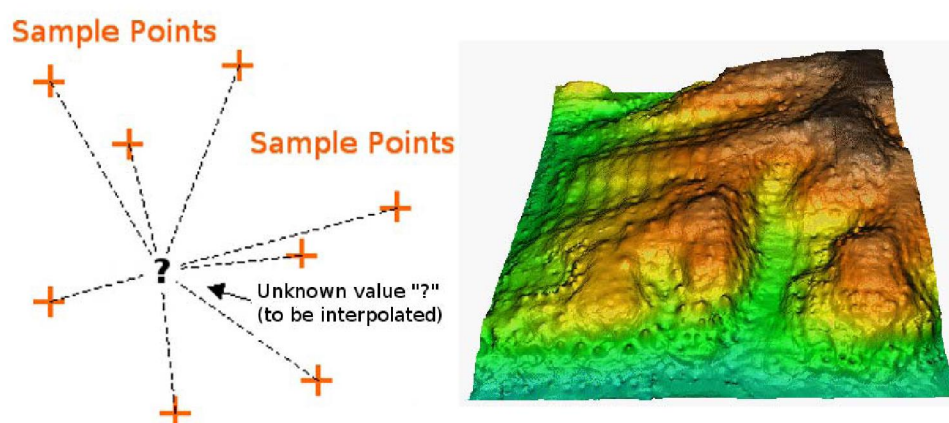 Sample Points
Sample Points
?
Unknown value "?"
(to be interpolated)